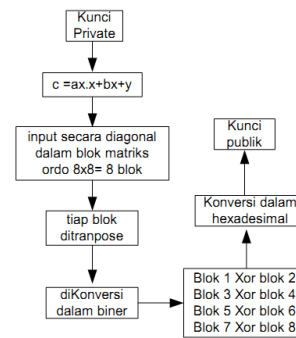 Kunci
Private
c =ax.x+bx+y
input secara diagonal
dalam blok matriks
ordo 8x8= 8 blok
tiap blok
ditranpose
diKonversi
dalam biner
Blok 1 Xor blok 2
Blok 3 Xor blok 4
Blok 5 Xor blok 6
Blok 7 Xor blok 8
Konversi dalam
hexadesimal
Kunci
publik